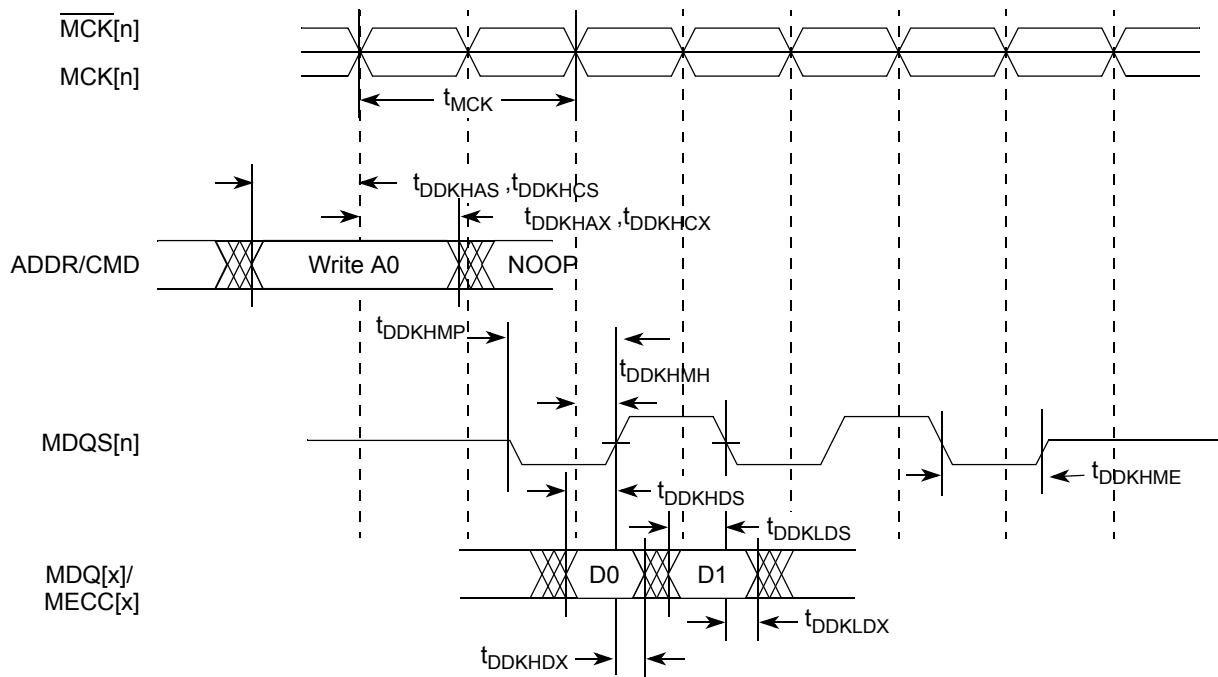 MCK[n]
MCK[n]
tMCK
tDDKHAS ,tDDKHCS
tDDKHAX ,tDDKHCX
ADDR/CMD
Write A0
NOOP
tDDKHMP
tDDKHMH
MDQS[n]
tDDKHME
tDDKHDS
tDDKLDS
MDQ[x]/
MECC[x]
D0
D1
tDDKLDX
tDDKHDX